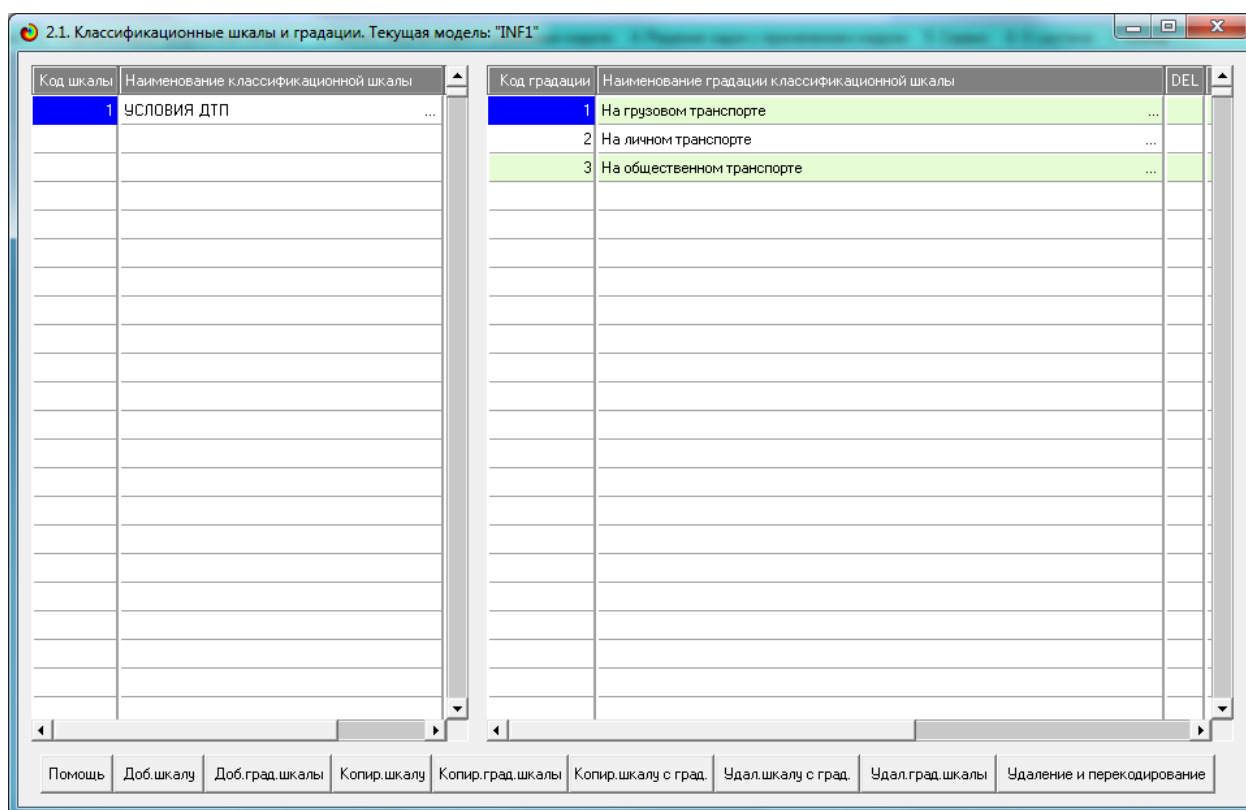 2.1. Классификационные шкалы и градации. Текущая модель: "INF1"
Код шкалы Наименование классификационной шкалы
1 УСЛОВИЯ ДТП ...
Код градации Наименование градации классификационной шкалы DEL
1 На грузовом транспорте ...
2 На личном транспорте ...
3 На общественном транспорте ...
Помощь Доб.шкалу Доб.град.шкалы Копир.шкалу Копир.град.шкалы Копир.шкалу с град. Удал.шкалу с град. Удал.град.шкалы Удаление и перекодирование